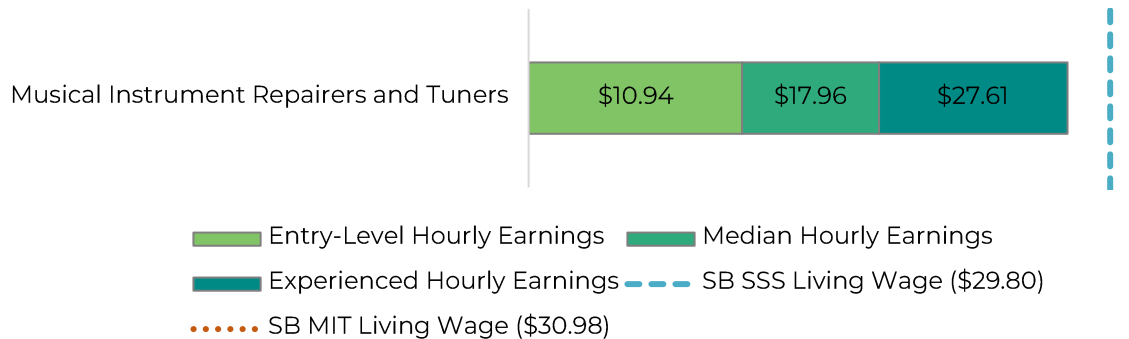 Musical Instrument Repairers and Tuners $10.94 $17.96 $27.61
Entry-Level Hourly Earnings Median Hourly Earnings
Experienced Hourly Earnings SB SSS Living Wage ($29.80)
SB MIT Living Wage ($30.98)